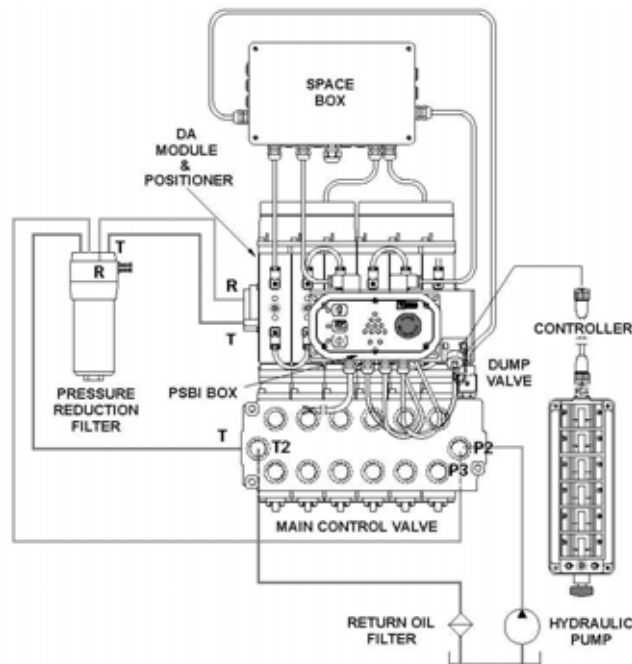 SPACE
BOX
DA
MODULE
&
POSITIONER
T
R
R
T
CONTROLLER
PSBI BOX
DUMP
VALVE
PRESSURE
REDUCTION
FILTER
T
T2
P2
P3
MAIN CONTROL VALVE
RETURN OIL
FILTER
HYDRAULIC
PUMP